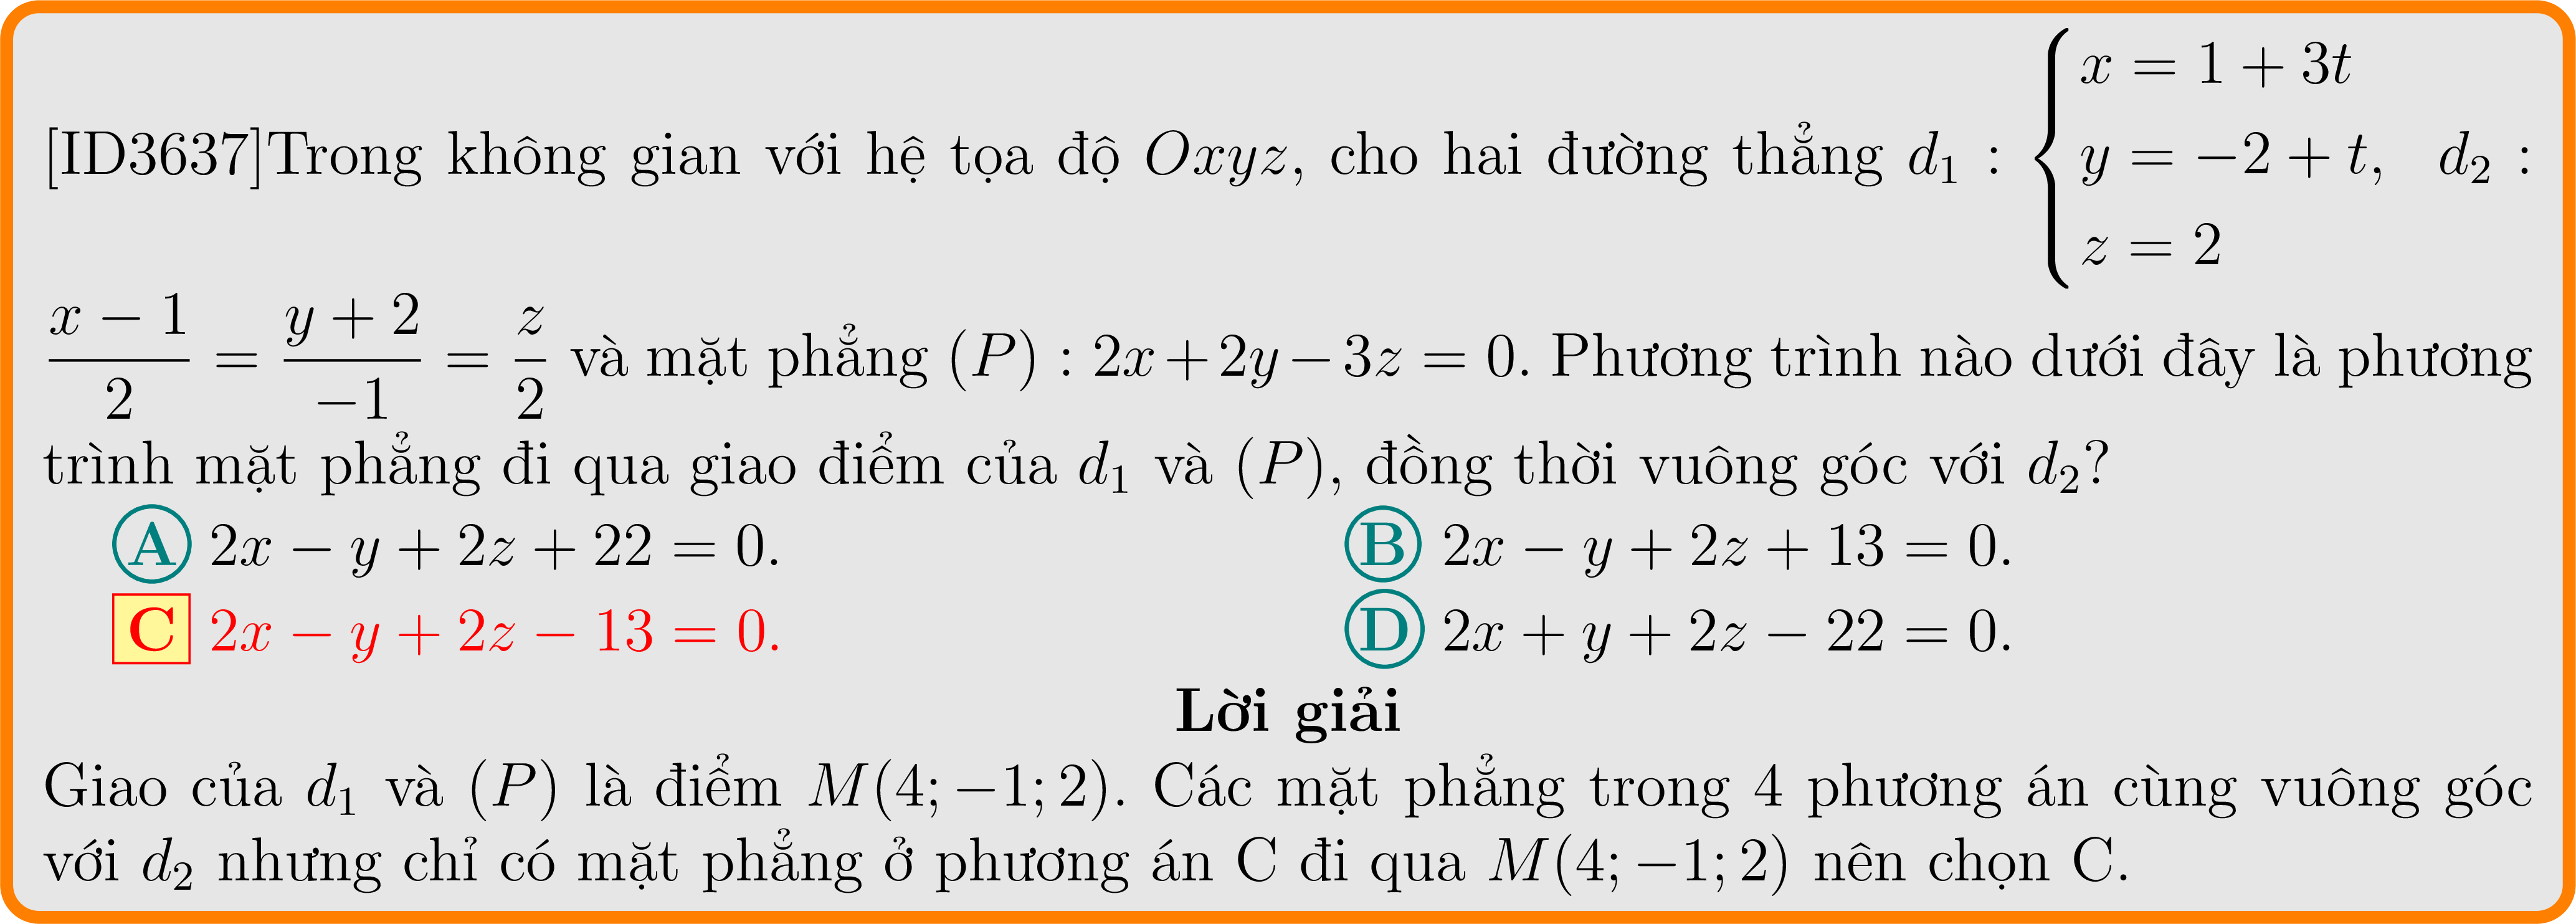 [ID3637]Trong không gian với hệ tọa độ $Oxyz$, cho hai đường thẳng $d_1 : \begin{cases} x = 1 + 3t \\ y = -2 + t, \\ z = 2 \end{cases}$ $d_2 :$
$\dfrac{x-1}{2} = \dfrac{y+2}{-1} = \dfrac{z}{2}$ và mặt phẳng $(P) : 2x + 2y - 3z = 0$. Phương trình nào dưới đây là phương
trình mặt phẳng đi qua giao điểm của $d_1$ và $(P)$, đồng thời vuông góc với $d_2$?
A $2x - y + 2z + 22 = 0$.
B $2x - y + 2z + 13 = 0$.
C $2x - y + 2z - 13 = 0$.
D $2x + y + 2z - 22 = 0$.
Lời giải
Giao của $d_1$ và $(P)$ là điểm $M(4; -1; 2)$. Các mặt phẳng trong 4 phương án cùng vuông góc
với $d_2$ nhưng chỉ có mặt phẳng ở phương án C đi qua $M(4; -1; 2)$ nên chọn C.